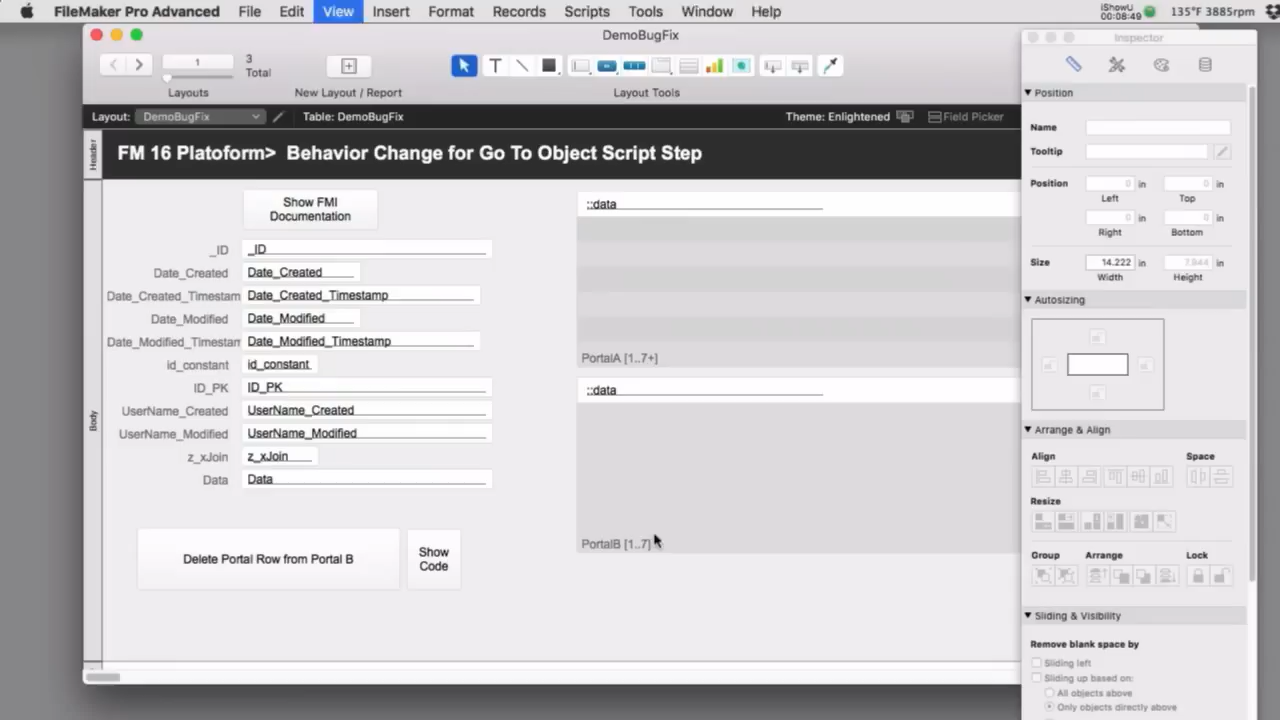 FileMaker Pro Advanced File Edit View Insert Format Records Scripts Tools Window Help iShowU 00:08:49 135°F 3885rpm
DemoBugFix
1
3
Total
Layouts
New Layout / Report
Layout Tools
Layout: DemoBugFix Table: DemoBugFix Theme: Enlightened Field Picker
Header
FM 16 Platoform> Behavior Change for Go To Object Script Step
Body
Show FMI
Documentation
_ID _ID
Date_Created Date_Created
Date_Created_Timestam Date_Created_Timestamp
Date_Modified Date_Modified
Date_Modified_Timestam Date_Modified_Timestamp
id_constant id_constant
ID_PK ID_PK
UserName_Created UserName_Created
UserName_Modified UserName_Modified
z_xJoin z_xJoin
Data Data
Delete Portal Row from Portal B
Show
Code
::data
PortalA [1..7+]
::data
PortalB [1..7]
Inspector
Position
Name
Tooltip
Position 0 in 0 in
Left Top
0 in 0 in
Right Bottom
Size 14.222 in 7.944 in
Width Height
Autosizing
Arrange & Align
Align Space
Resize
Group Arrange Lock
Sliding & Visibility
Remove blank space by
Sliding left
Sliding up based on:
All objects above
Only objects directly above